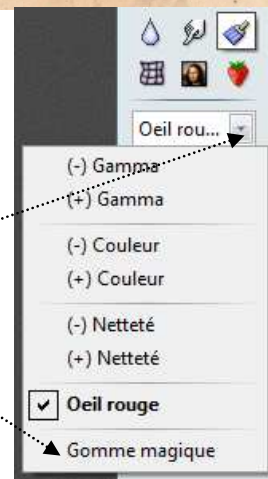 Oeil rou...
(-) Gamma
(+) Gamma
(-) Couleur
(+) Couleur
(-) Netteté
(+) Netteté
Oeil rouge
Gomme magique